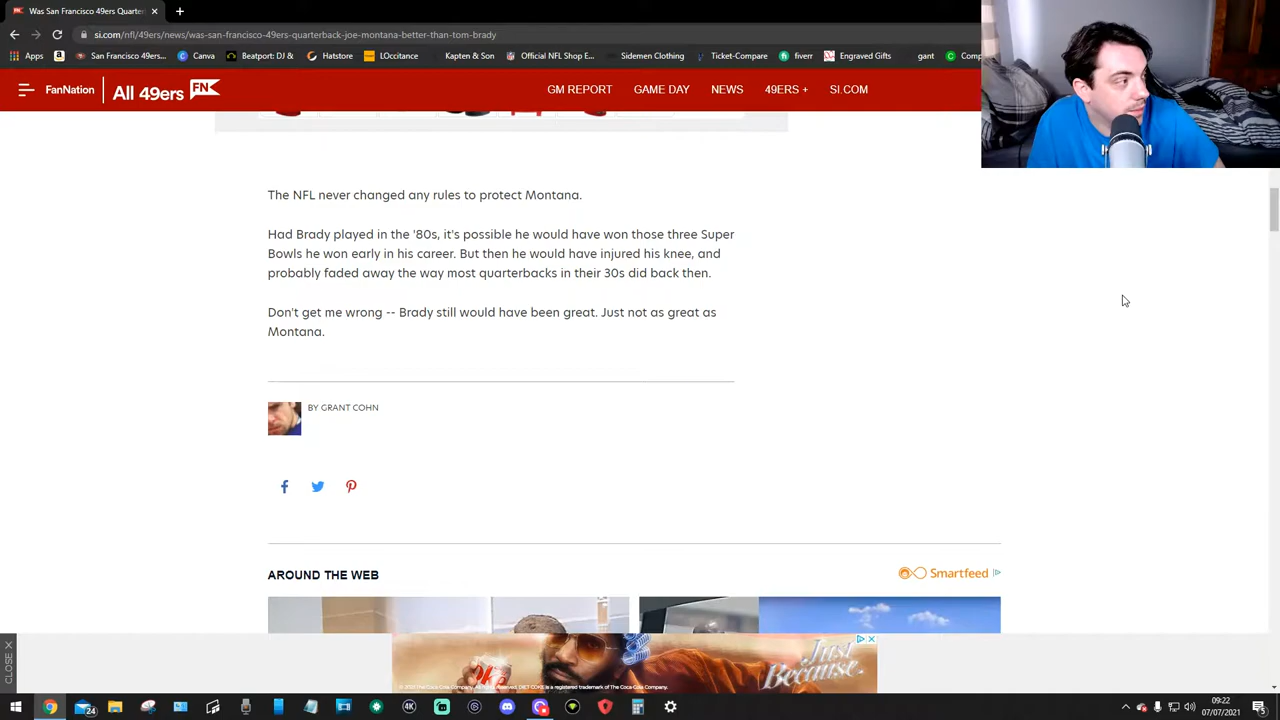 Was San Francisco 49ers Quarter
si.com/nfl/49ers/news/was-san-francisco-49ers-quarterback-joe-montana-better-than-tom-brady
Apps San Francisco 49ers... Canva Beatport: DJ & Hatstore LOccitance Kapten & Son Official NFL Shop E... Sidemen Clothing Ticket-Compare fiverr Engraved Gifts gant
FanNation All 49ers FN GM REPORT GAME DAY NEWS 49ERS + SI.COM
The NFL never changed any rules to protect Montana.
Had Brady played in the '80s, it's possible he would have won those three Super
Bowls he won early in his career. But then he would have injured his knee, and
probably faded away the way most quarterbacks in their 30s did back then.
Don't get me wrong -- Brady still would have been great. Just not as great as
Montana.
BY GRANT COHN
AROUND THE WEB Smartfeed
CLOSE
Just
Because
24
4K
09:22
07/07/2021
5